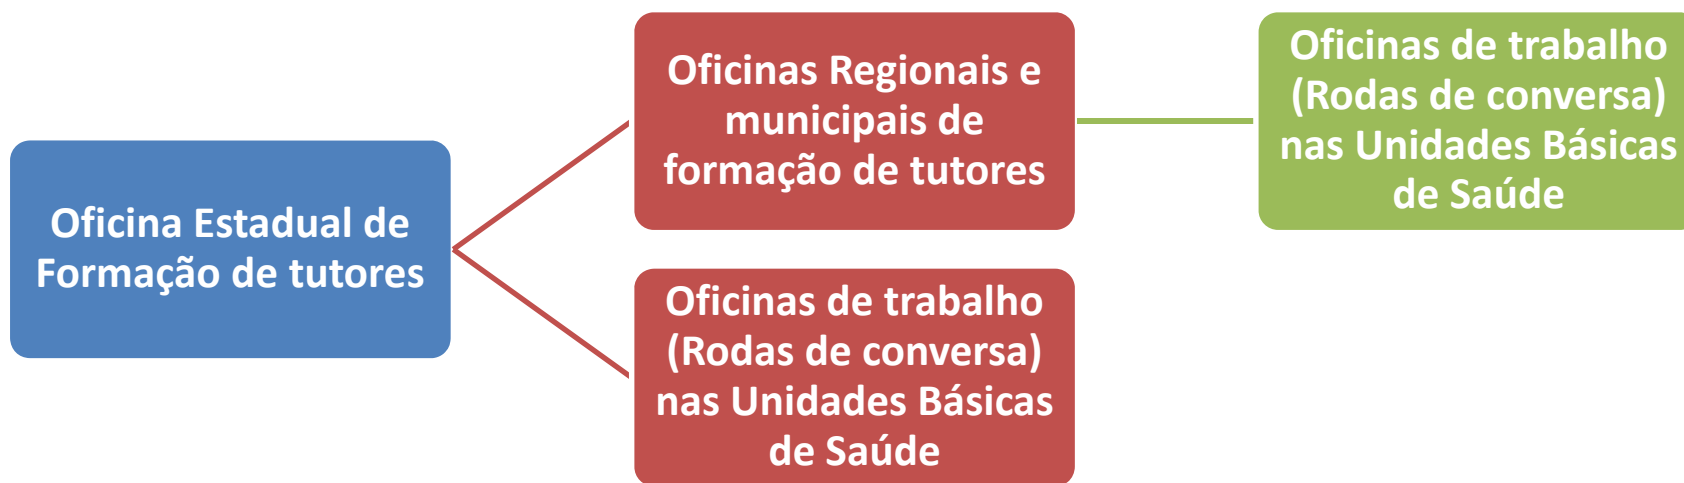 Oficina Estadual de
Formação de tutores
Oficinas Regionais e
municipais de
formação de tutores
Oficinas de trabalho
(Rodas de conversa)
nas Unidades Básicas
de Saúde
Oficinas de trabalho
(Rodas de conversa)
nas Unidades Básicas
de Saúde